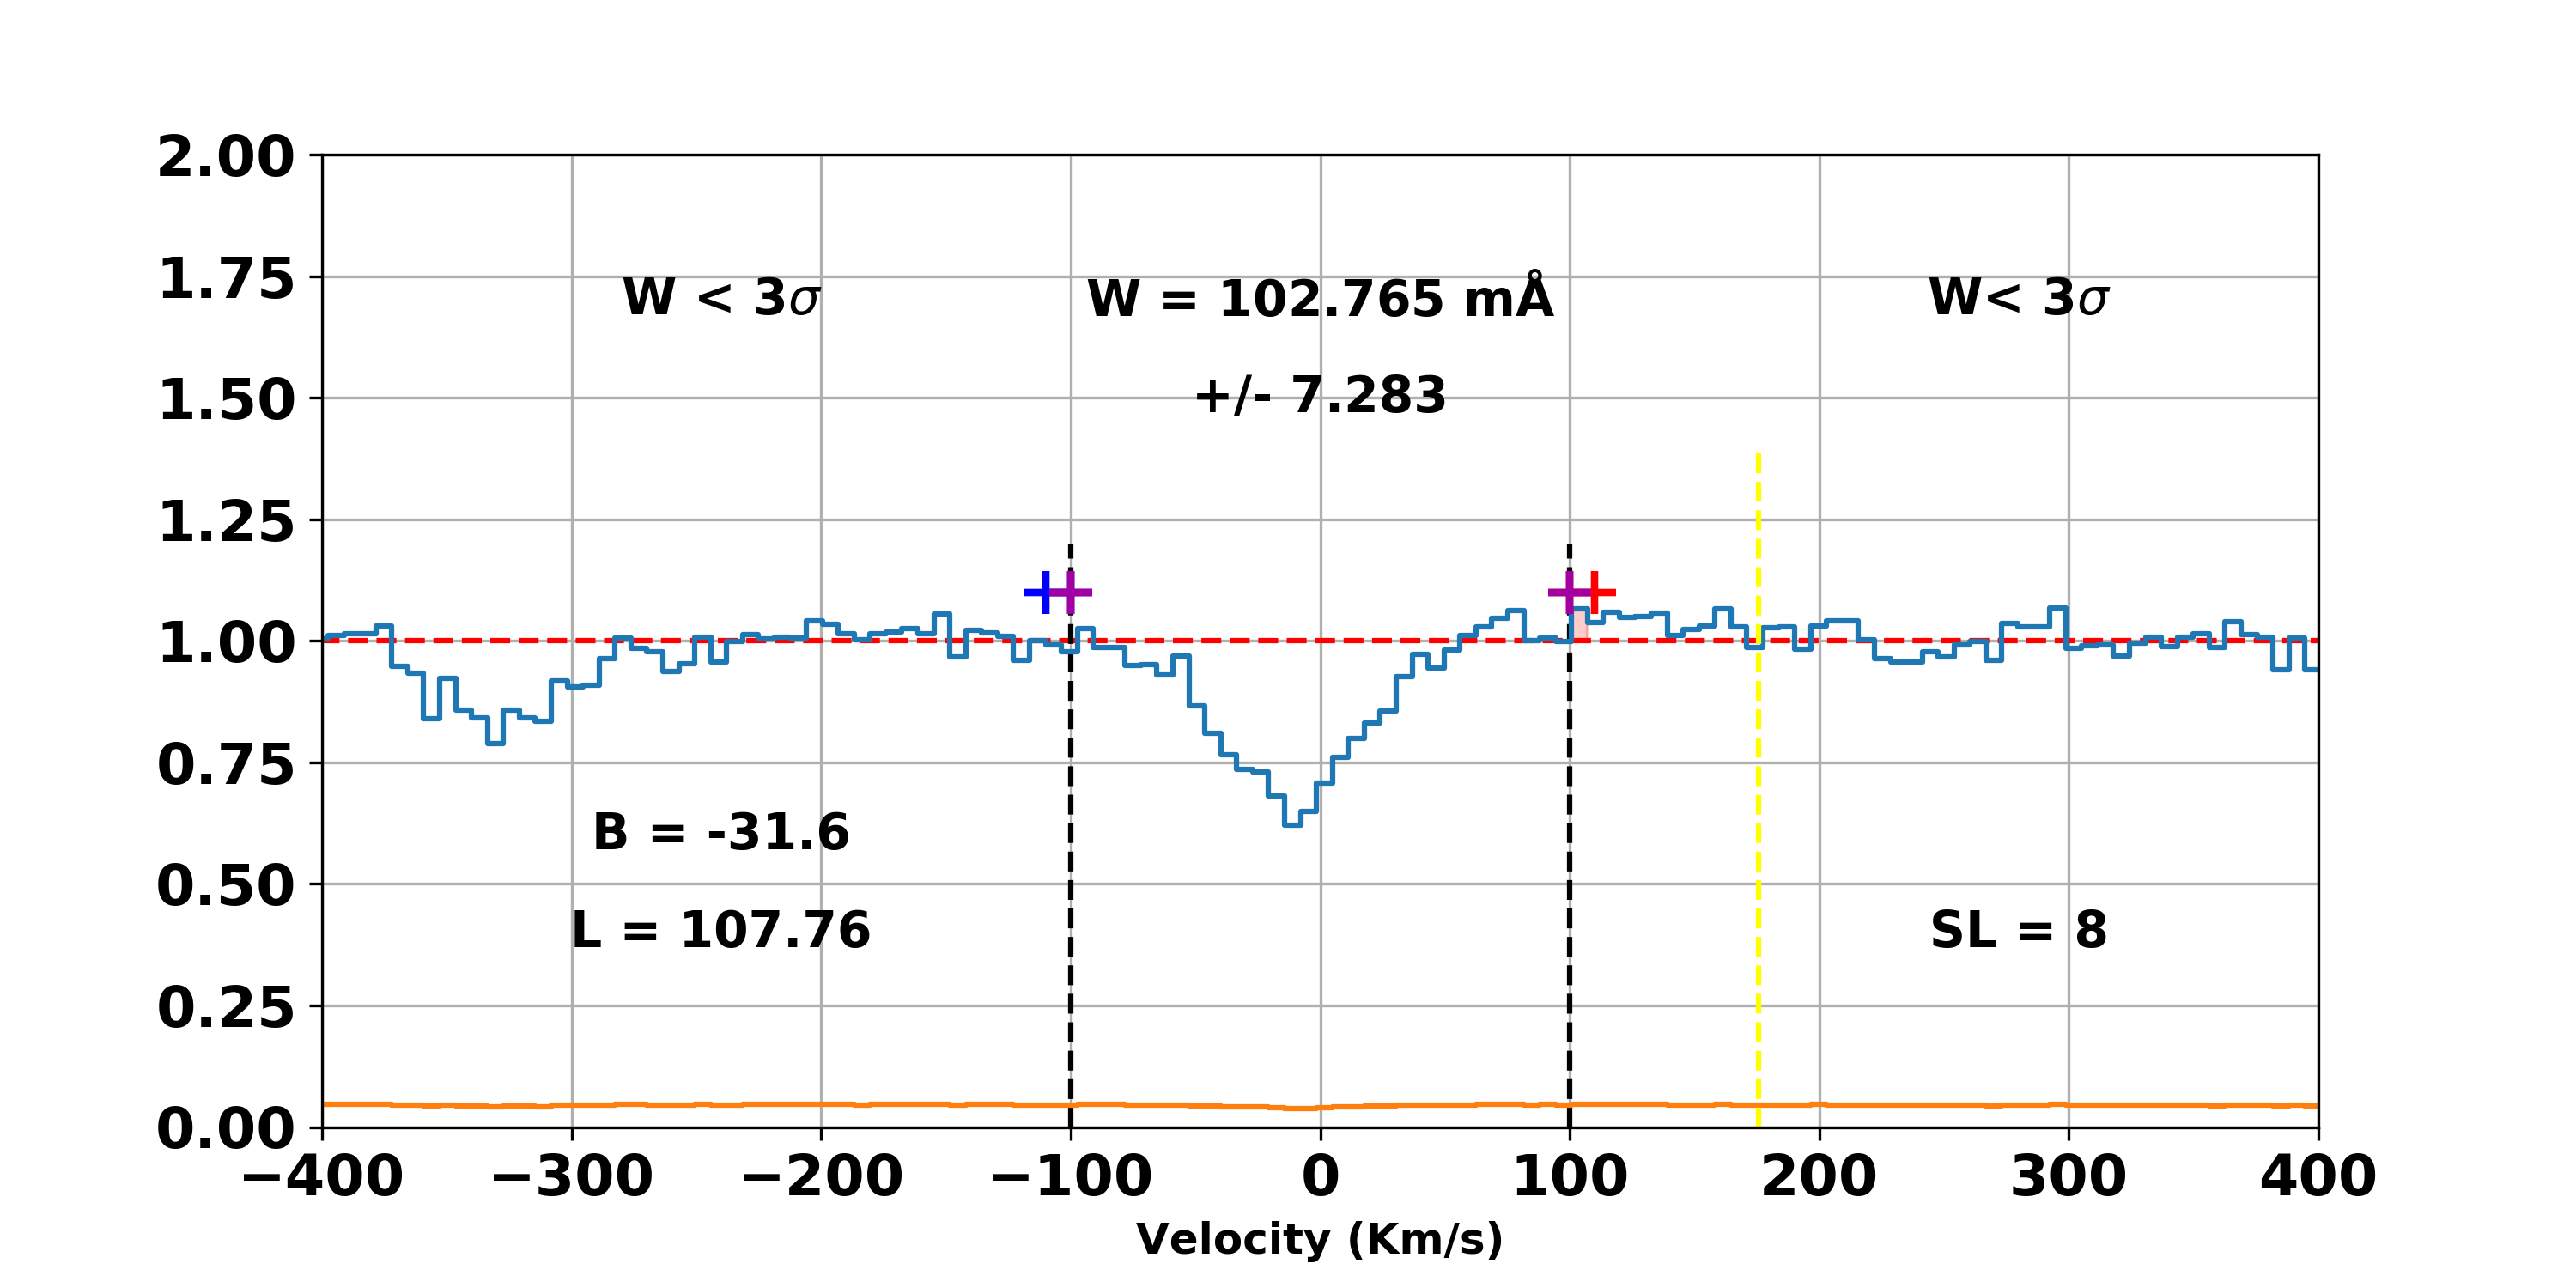 2.00
1.75
1.50
1.25
1.00
0.75
0.50
0.25
0.00
W < 3σ
W = 102.765 mÅ
+/- 7.283
W< 3σ
B = -31.6
L = 107.76
SL = 8
−400 −300 −200 −100 0 100 200 300 400
Velocity (Km/s)